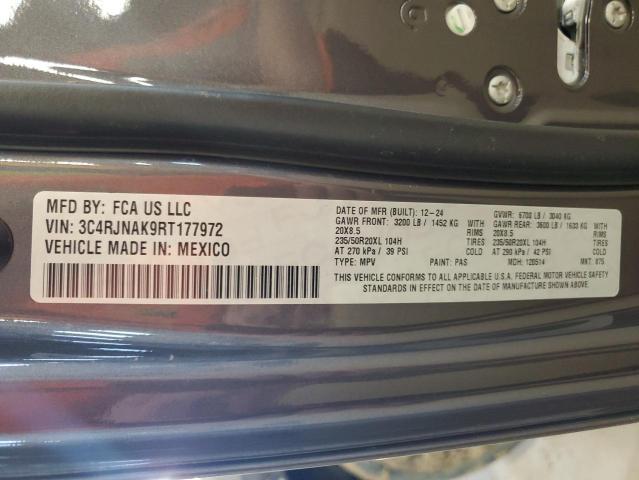 MFD BY: FCA US LLC
VIN: 3C4RJNAK9RT177972
VEHICLE MADE IN: MEXICO
DATE OF MFR (BUILT): 12-24 GVWR: 6700 LB / 3040 KG
GAWR FRONT: 3200 LB / 1452 KG GAWR REAR: 3600 LB / 1633 KG
20X8.5 RIMS 20X8.5 RIMS
235/50R20XL 104H TIRES 235/50R20XL 104H TIRES
AT 270 kPa / 39 PSI COLD AT 290 kPa / 42 PSI COLD
TYPE: MPV PAINT: PAS MDH: 120514 MKT: 875
THIS VEHICLE CONFORMS TO ALL APPLICABLE U.S.A. FEDERAL MOTOR VEHICLE SAFETY
STANDARDS IN EFFECT ON THE DATE OF MANUFACTURE SHOWN ABOVE.